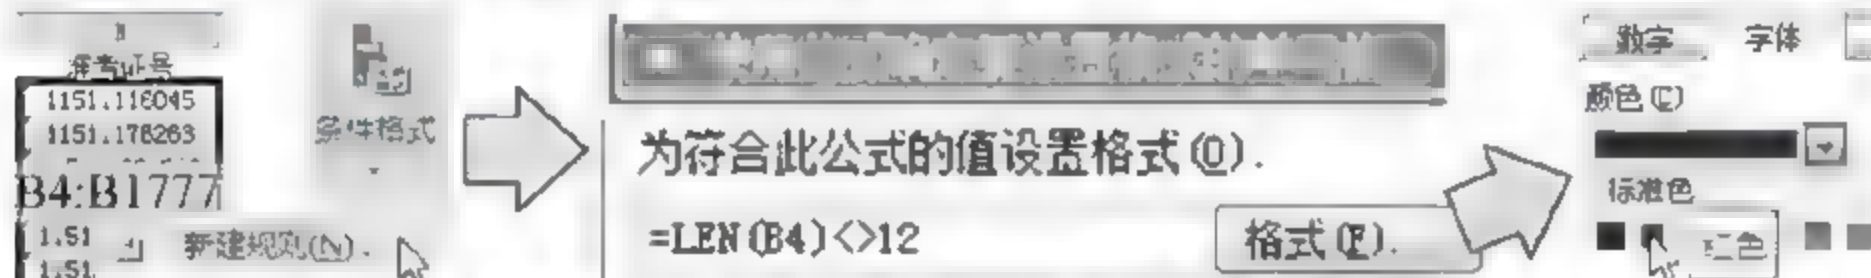 准考证号
1151.116045
1151.178263
B4:B1777
1.51
1.51
条件格式
新建规则(N).
为符合此公式的值设置格式(O).
=LEN(B4)<>12
格式(F).
数字 字体
颜色(C)
标准色
红色